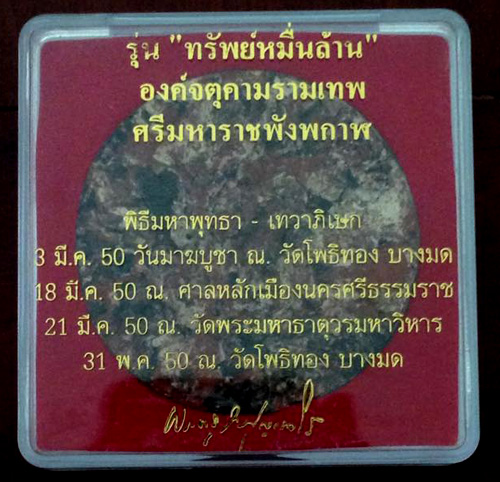 รุ่น "ทรัพย์หมื่นล้าน"
องค์จตุคามรามเทพ
ศรีมหาราชพังพกาฬ
พิธีมหาพุทธา - เทวาภิเษก
3 มี.ค. 50 วันมาฆบูชา ณ. วัดโพธิทอง บางมด
18 มี.ค. 50 ณ. ศาลหลักเมืองนครศรีธรรมราช
21 มี.ค. 50 ณ. วัดพระมหาธาตุวรมหาวิหาร
31 พ.ค. 50 ณ. วัดโพธิทอง บางมด